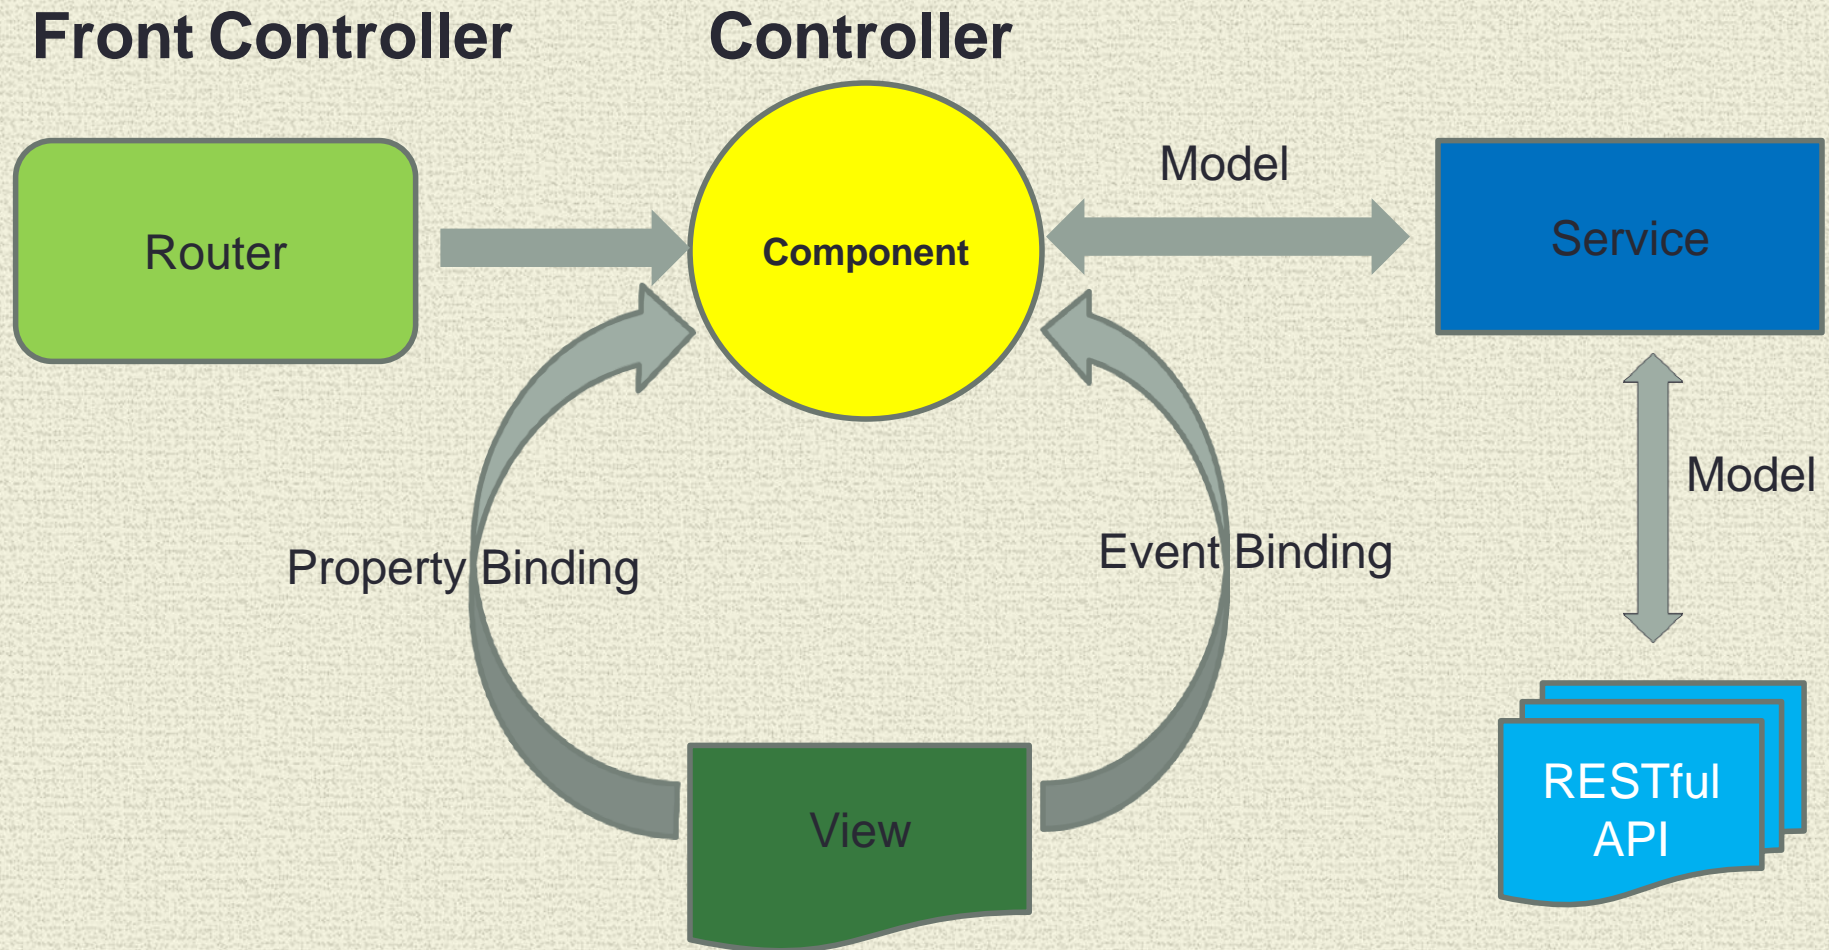 Front Controller
Controller
Router
Component
Model
Service
Model
Property Binding
Event Binding
View
RESTful
API